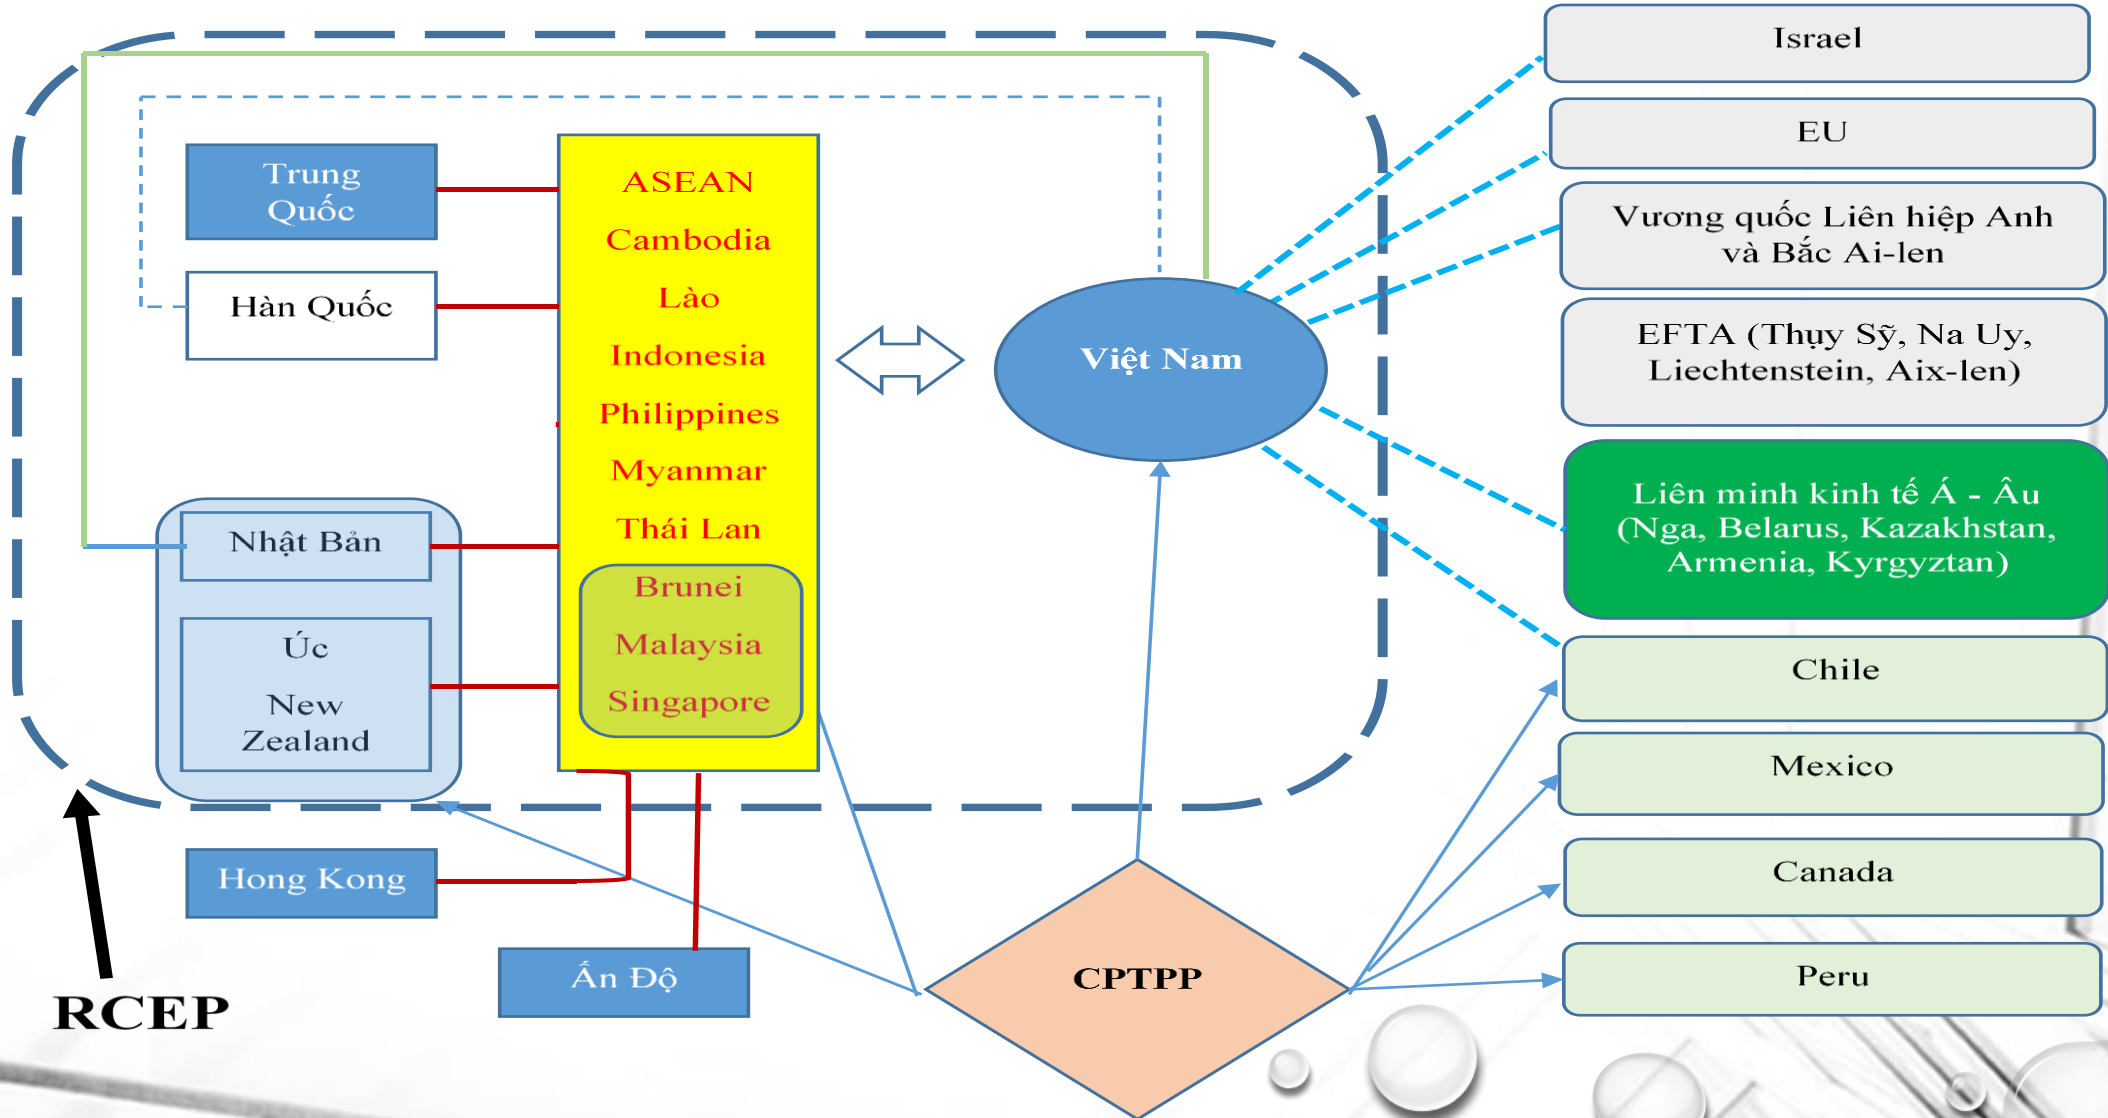 Trung
Quốc
Hàn Quốc
Nhật Bản
Úc
New
Zealand
Hong Kong
Ấn Độ
RCEP
ASEAN
Cambodia
Lào
Indonesia
Philippines
Myanmar
Thái Lan
Brunei
Malaysia
Singapore
Việt Nam
CPTPP
Israel
EU
Vương quốc Liên hiệp Anh
và Bắc Ai-len
EFTA (Thụy Sỹ, Na Uy,
Liechtenstein, Aix-len)
Liên minh kinh tế Á - Âu
(Nga, Belarus, Kazakhstan,
Armenia, Kyrgyztan)
Chile
Mexico
Canada
Peru